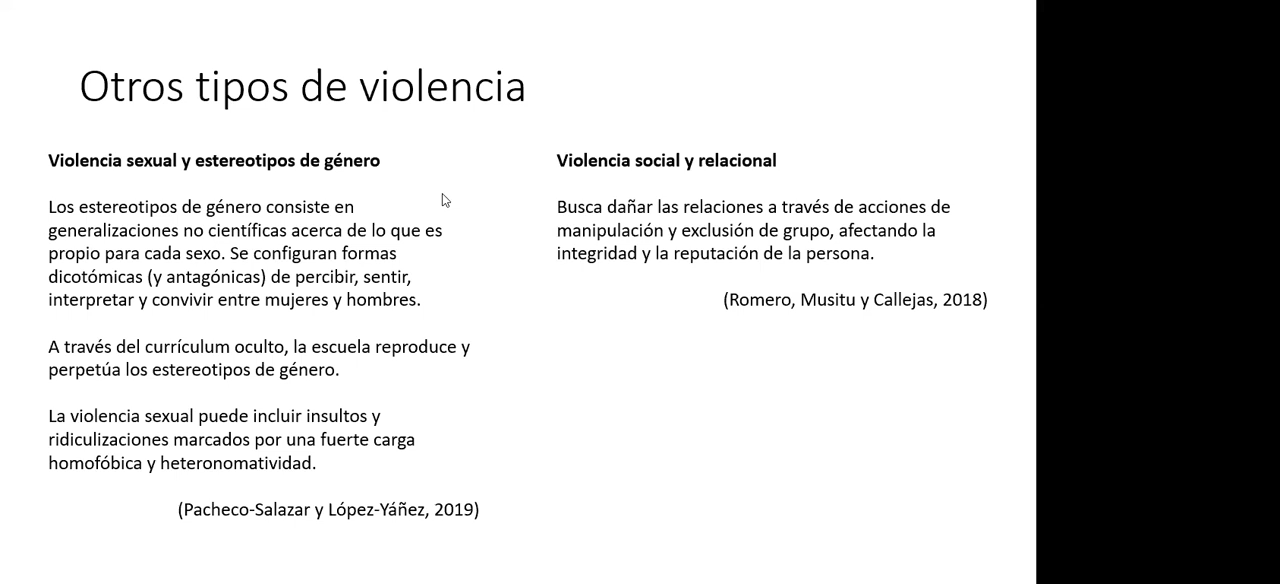 Otros tipos de violencia
Violencia sexual y estereotipos de género
Los estereotipos de género consiste en
generalizaciones no científicas acerca de lo que es
propio para cada sexo. Se configuran formas
dicotómicas (y antagónicas) de percibir, sentir,
interpretar y convivir entre mujeres y hombres.
A través del currículum oculto, la escuela reproduce y
perpetúa los estereotipos de género.
La violencia sexual puede incluir insultos y
ridiculizaciones marcados por una fuerte carga
homofóbica y heteronomatividad.
(Pacheco-Salazar y López-Yáñez, 2019)
Violencia social y relacional
Busca dañar las relaciones a través de acciones de
manipulación y exclusión de grupo, afectando la
integridad y la reputación de la persona.
(Romero, Musitu y Callejas, 2018)